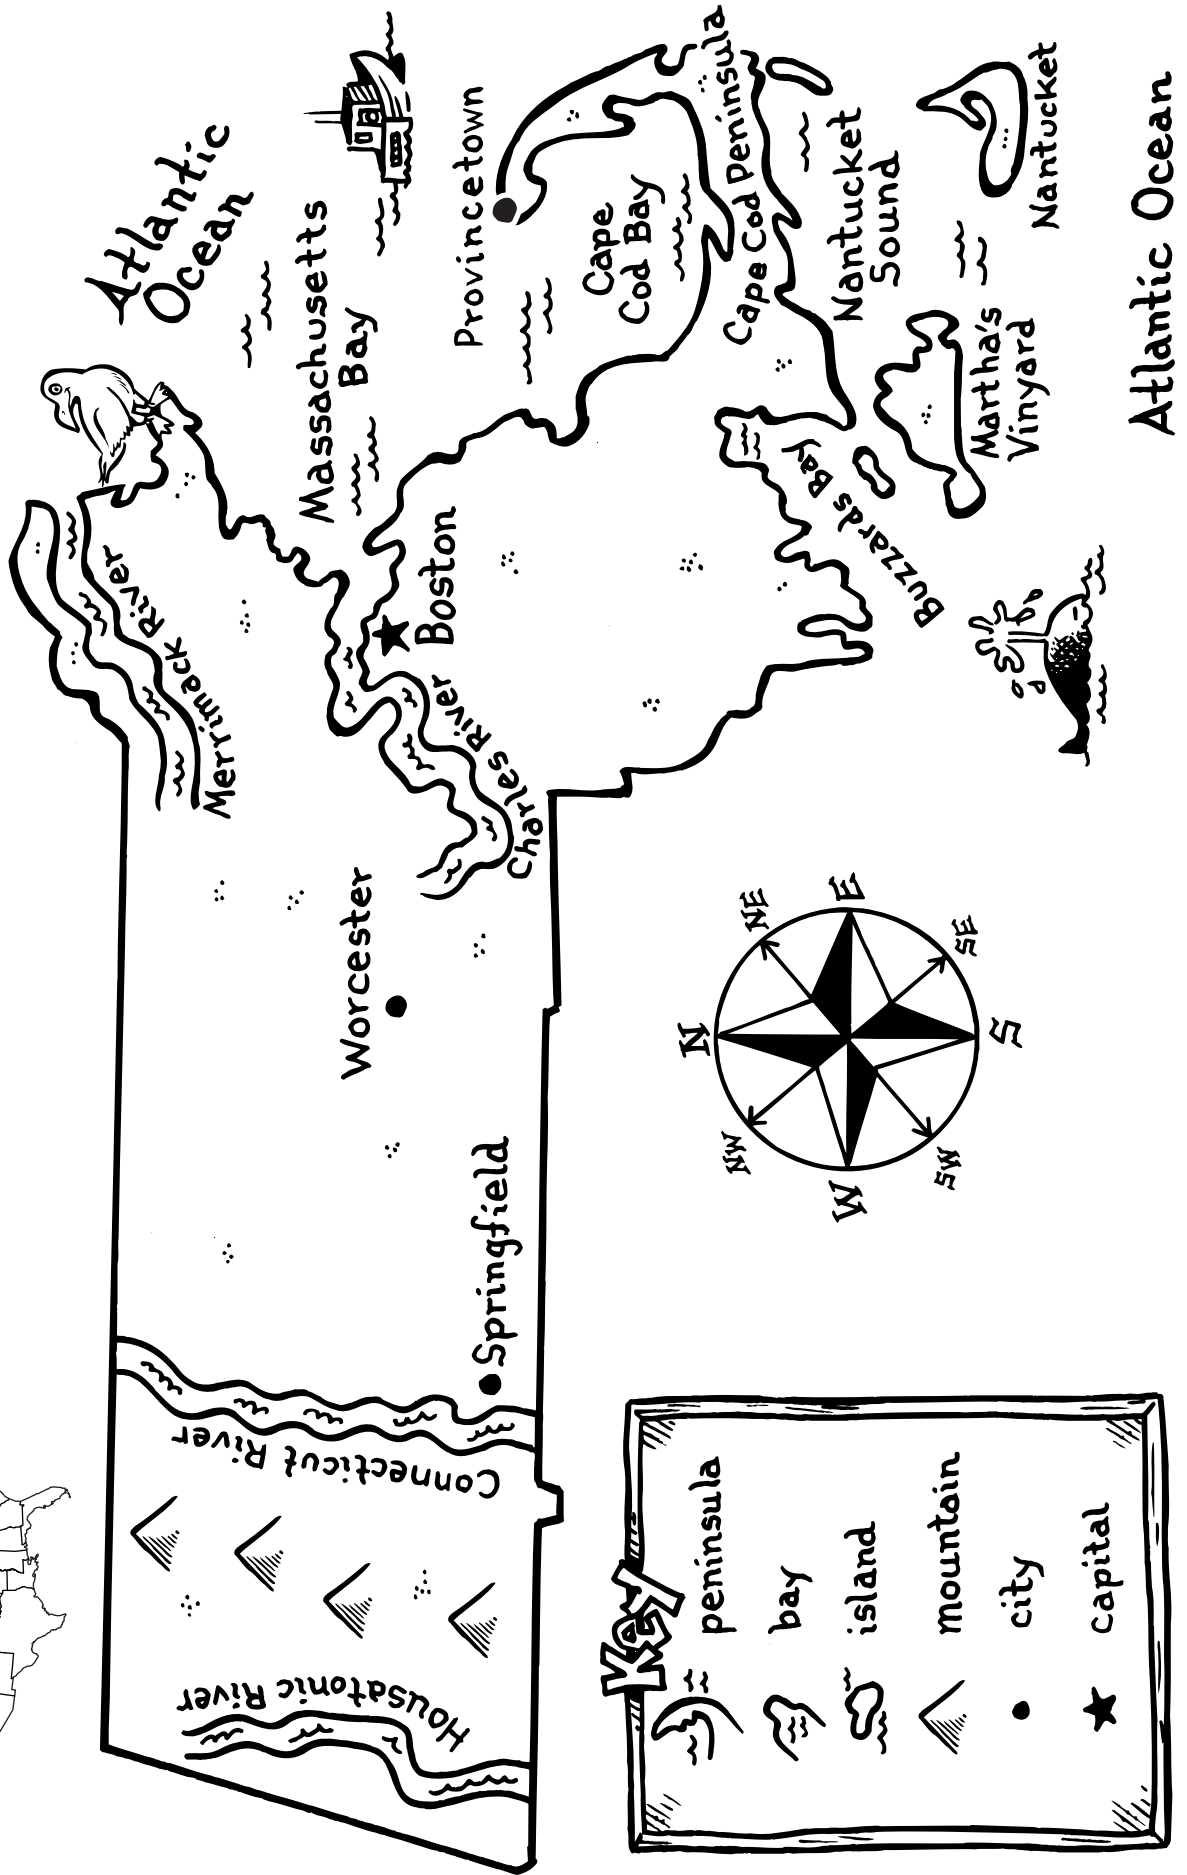 Atlantic
Ocean
Merrimack River
Massachusetts
Bay
Boston
Charles River
Worcester
Springfield
Connecticut River
Housatonic River
Provincetown
Cape
Cod Bay
Cape Cod Peninsula
Nantucket
Sound
Buzzards Bay
Martha's
Vinyard
Nantucket
Atlantic Ocean
N
NE
E
SE
S
SW
W
NW
Key
peninsula
bay
island
mountain
city
capital